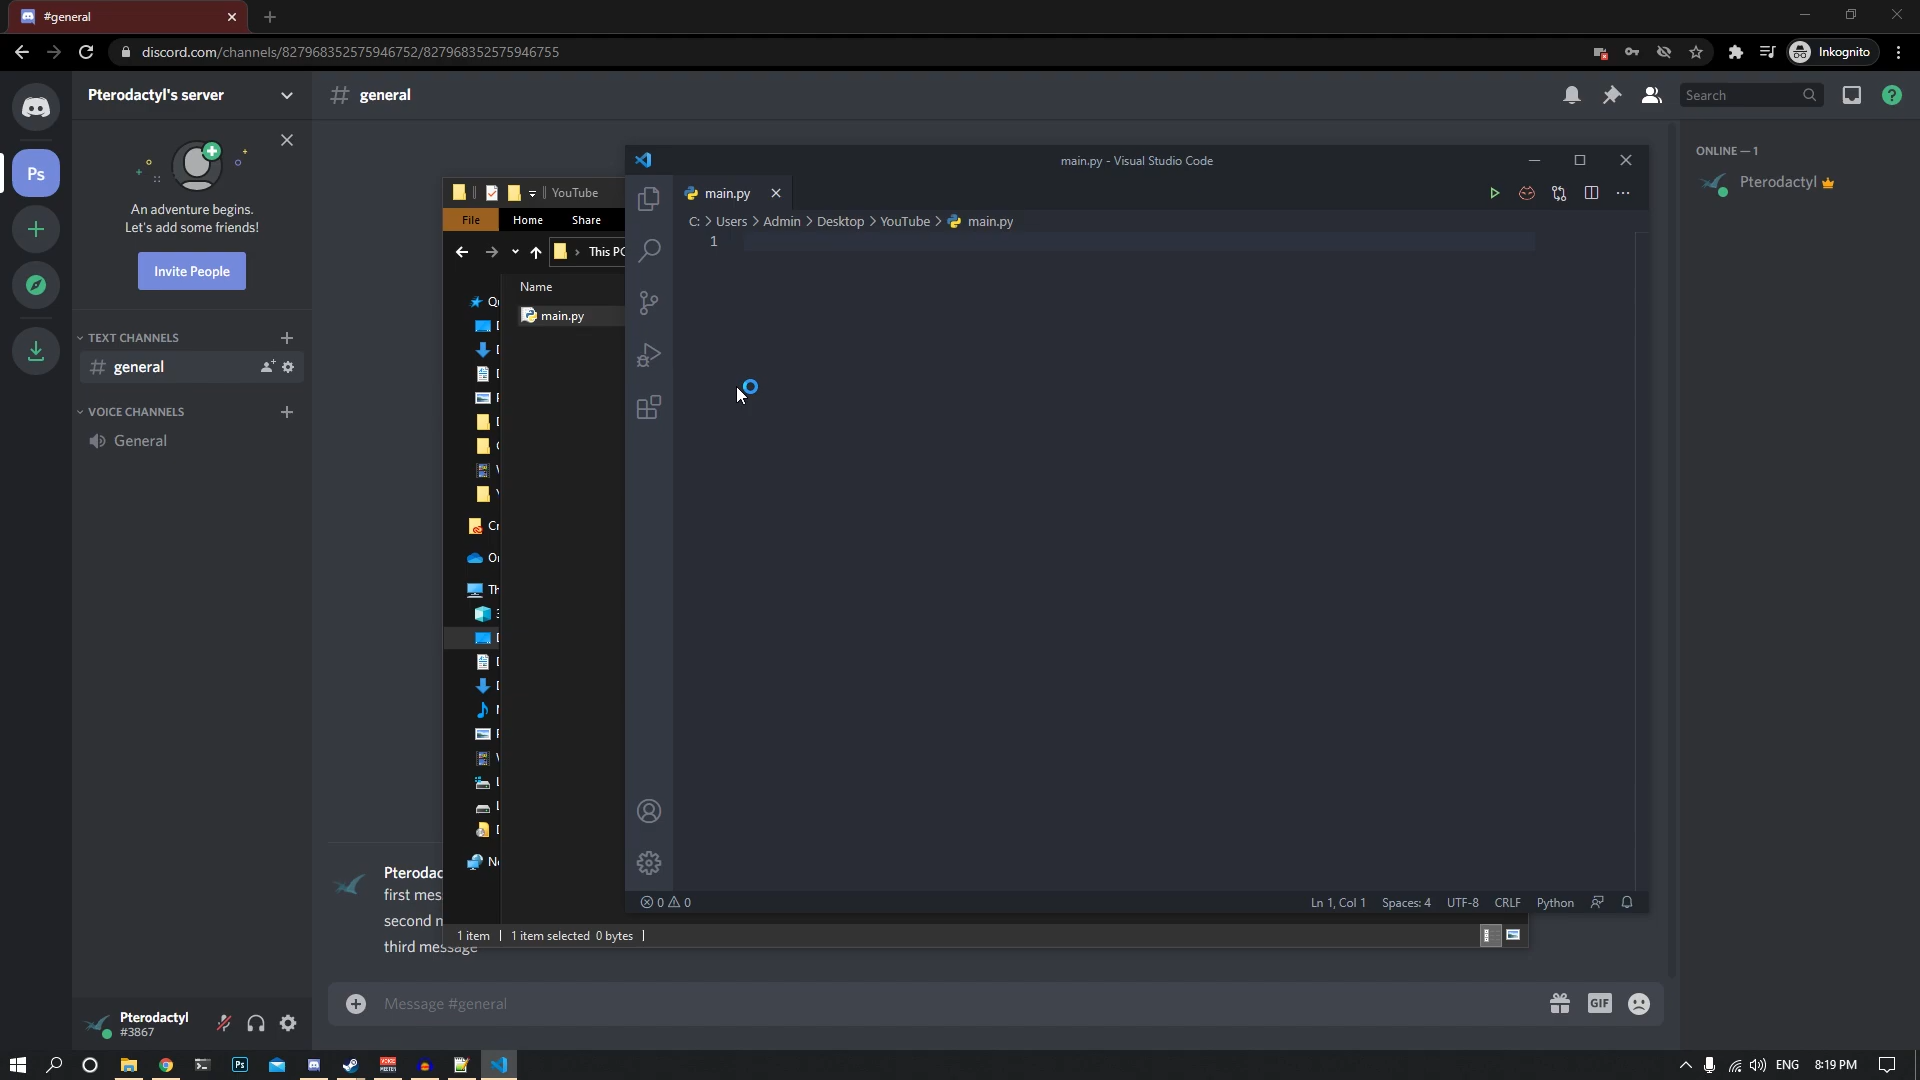 #general
discord.com/channels/827968352575946752/827968352575946755
Inkognito
Pterodactyl's server
general
Search
An adventure begins.
Let's add some friends!
Invite People
TEXT CHANNELS
general
VOICE CHANNELS
General
Pterodactyl
#3867
YouTube
File Home Share
This PC
Name
main.py
1 item 1 item selected 0 bytes
main.py - Visual Studio Code
main.py
C: > Users > Admin > Desktop > YouTube > main.py
1
0 0
Ln 1, Col 1 Spaces: 4 UTF-8 CRLF Python
first
second
third message
Message #general
GIF
ONLINE — 1
Pterodactyl
Ps
Ps
VOICE
MEETER
ENG 8:19 PM